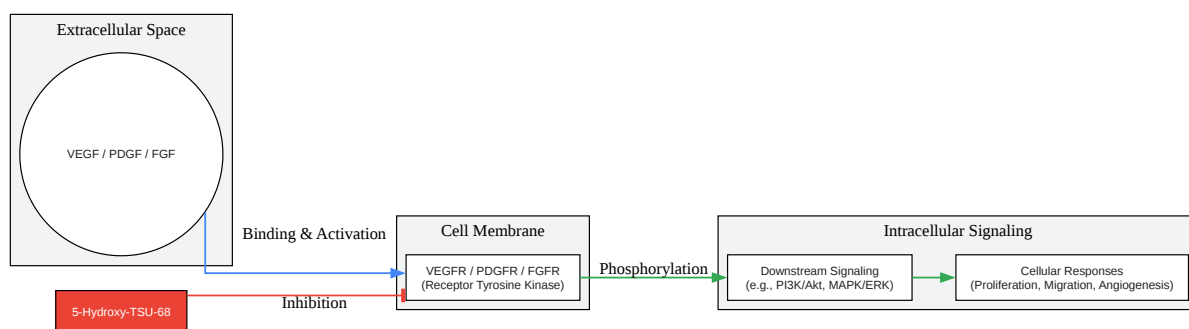 Extracellular Space
VEGF / PDGF / FGF
Binding & Activation
Cell Membrane
VEGFR / PDGFR / FGFR
(Receptor Tyrosine Kinase)
Phosphorylation
Intracellular Signaling
Downstream Signaling
(e.g., PI3K/Akt, MAPK/ERK)
Cellular Responses
(Proliferation, Migration, Angiogenesis)
Inhibition
5-Hydroxy-TSU-68